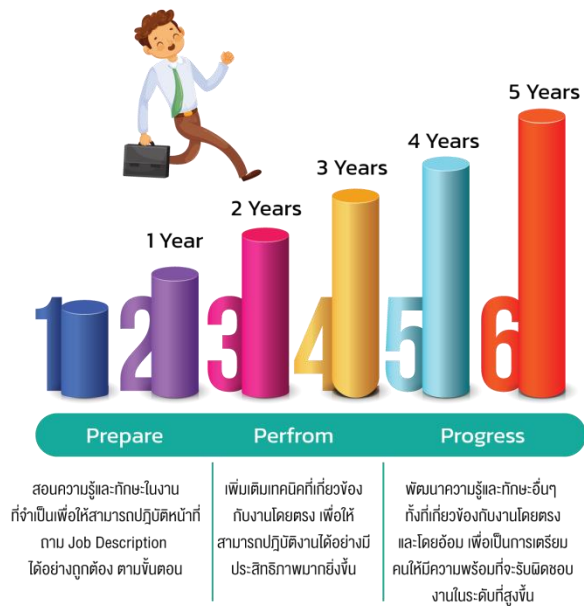 5 Years
4 Years
3 Years
2 Years
1 Year
1 2 3 4 5 6
Prepare Perfrom Progress
สอนความรู้และทักษะในงาน
ที่จำเป็นเพื่อให้สามารถปฎิบัติหน้าที่
ถาม Job Description
ได้อย่างถูกต้อง ตามขั้นตอน
เพิ่มเติมเทคนิคที่เกี่ยวข้อง
กับงานโดยตรง เพื่อให้
สามารถปฎิบัติงานได้อย่างมี
ประสิทธิภาพมากยิ่งขึ้น
พัฒนาความรู้และทักษะอื่นๆ
ทั้งที่เกี่ยวข้องกับงานโดยตรง
และโดยอ้อม เพื่อเป็นการเตรียม
คนให้มีความพร้อมที่จะรับผิดชอบ
งานในระดับที่สูงขึ้น